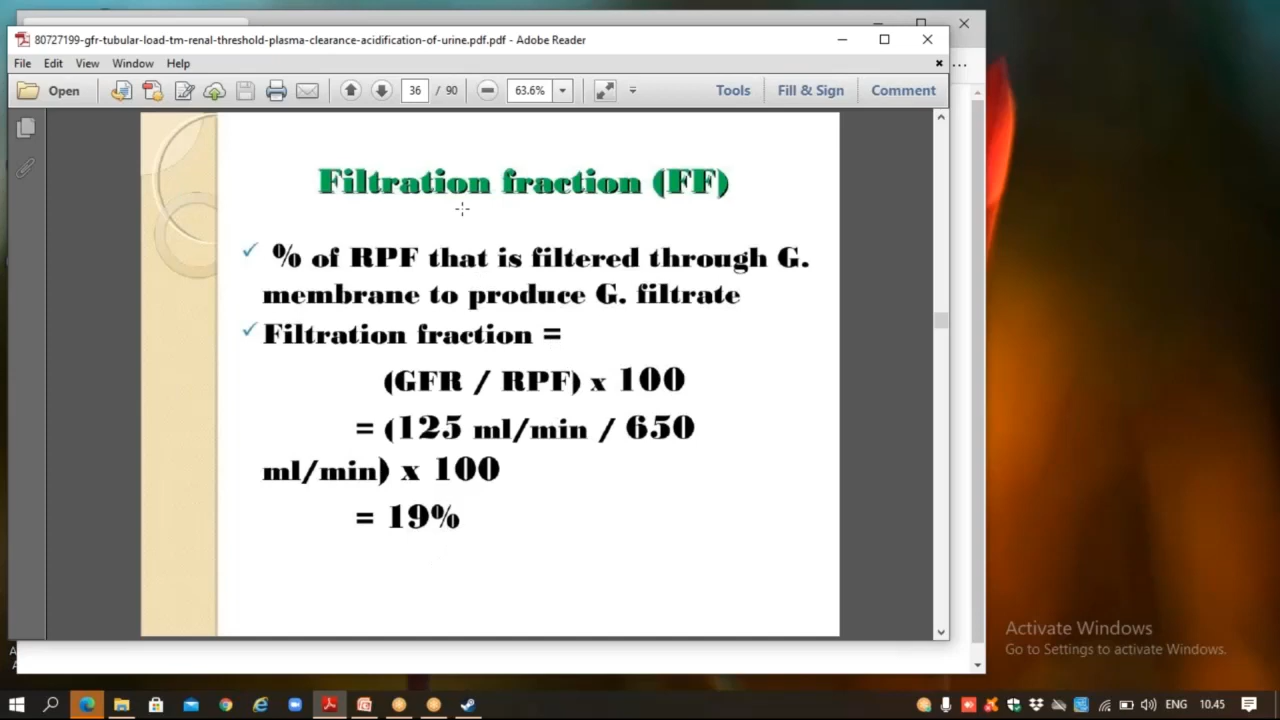 80727199-gfr-tubular-load-tm-renal-threshold-plasma-clearance-acidification-of-urine.pdf.pdf - Adobe Reader
File Edit View Window Help
Open 36 / 90 63.6% Tools Fill & Sign Comment
Filtration fraction (FF)
% of RPF that is filtered through G.
membrane to produce G. filtrate
Filtration fraction =
(GFR / RPF) x 100
= (125 ml/min / 650
ml/min) x 100
= 19%
Activate Windows
Go to Settings to activate Windows.
ENG 10.45